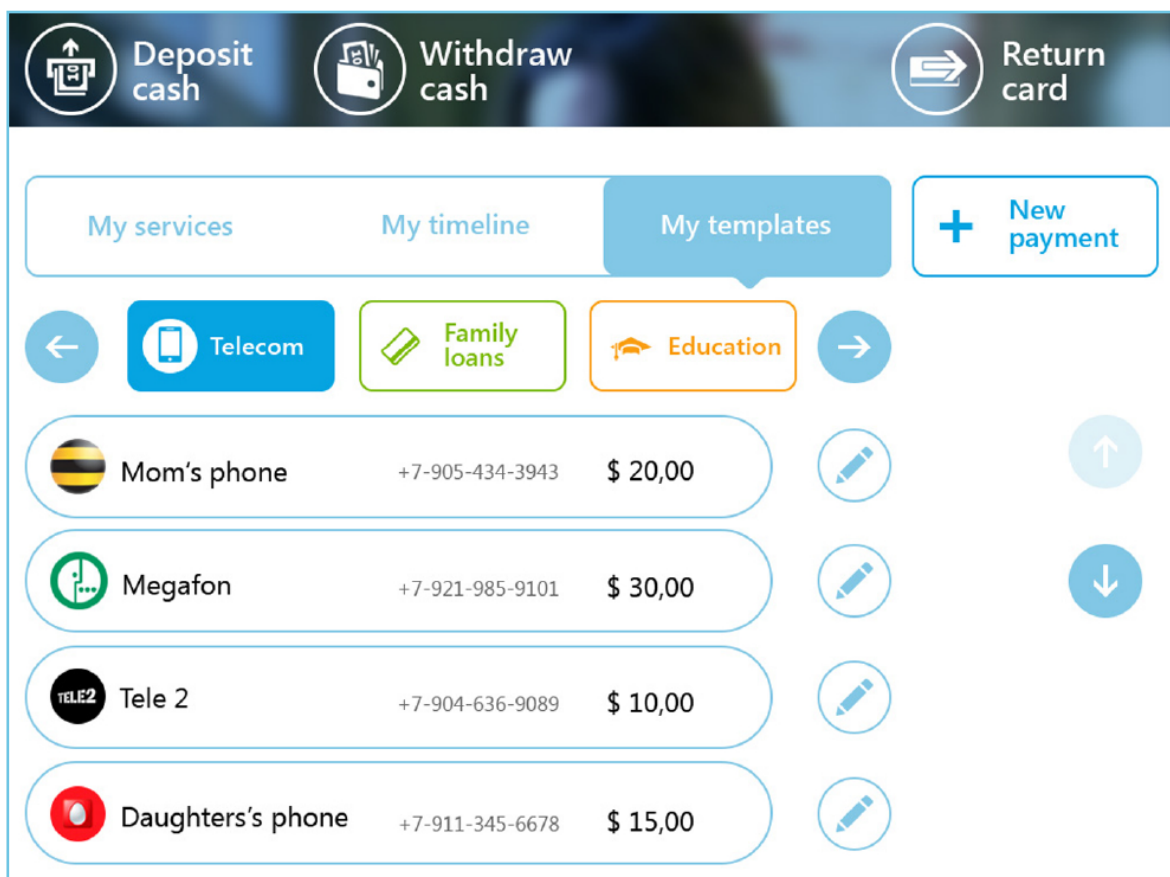 Deposit
cash
Withdraw
cash
Return
card
My services
My timeline
My templates
New
payment
Telecom
Family
loans
Education
Mom's phone +7-905-434-3943 $ 20,00
Megafon +7-921-985-9101 $ 30,00
TELE2 Tele 2 +7-904-636-9089 $ 10,00
Daughters's phone +7-911-345-6678 $ 15,00